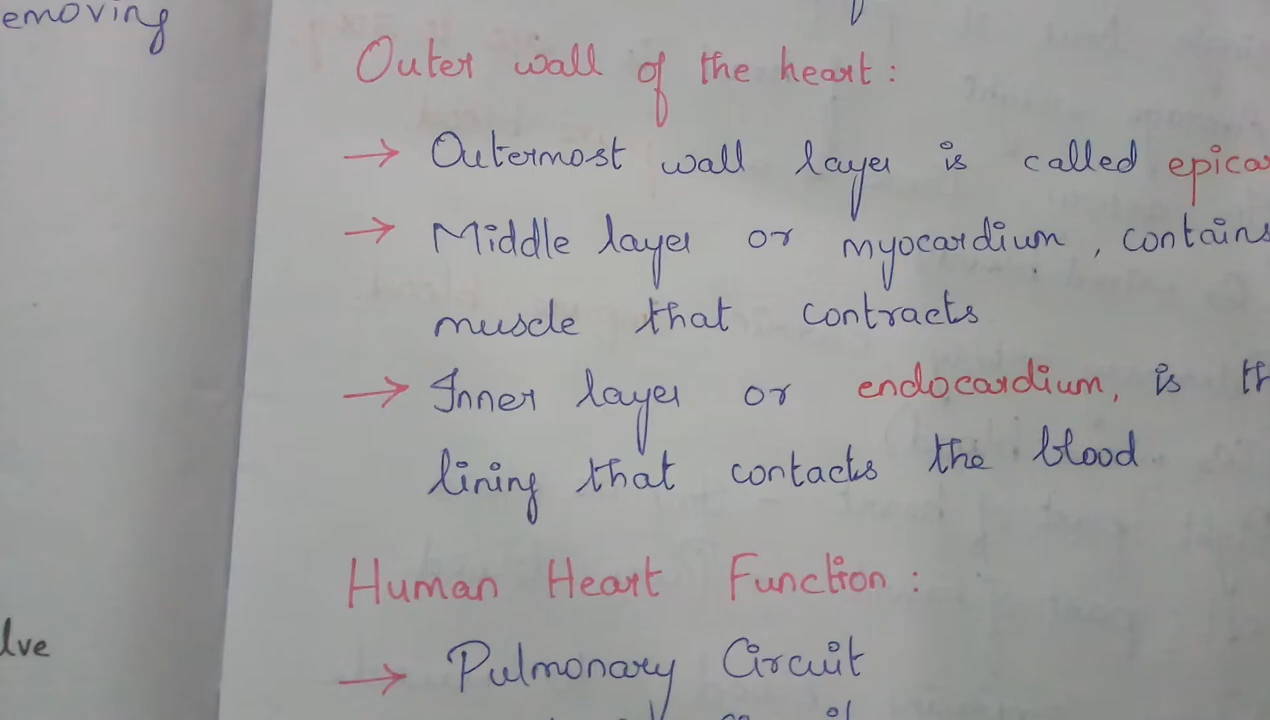 emoving
Outer wall of the heart :
→ Outermost wall layer is called epica
→ Middle layer or myocardium, contains
muscle that contracts
→ Inner layer or endocardium, is th
lining that contacts the blood
Human Heart Function :
lve
→ Pulmonary Circuit